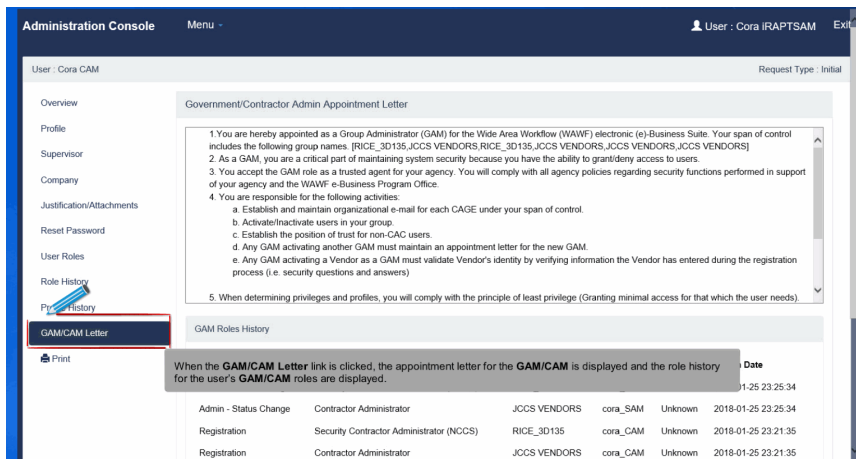 Administration Console
Menu
User : Cora iRAPTSAM
Exit
User : Cora CAM
Request Type : Initial
Overview
Profile
Supervisor
Company
Justification/Attachments
Reset Password
User Roles
Role History
History
GAM/CAM Letter
Print
Government/Contractor Admin Appointment Letter
1.You are hereby appointed as a Group Administrator (GAM) for the Wide Area Workflow (WAWF) electronic (e)-Business Suite. Your span of control
includes the following group names. [RICE_3D135,JCCS VENDORS,RICE_3D135,JCCS VENDORS,JCCS VENDORS,JCCS VENDORS]
2. As a GAM, you are a critical part of maintaining system security because you have the ability to grant/deny access to users.
3. You accept the GAM role as a trusted agent for your agency. You will comply with all agency policies regarding security functions performed in support
of your agency and the WAWF e-Business Program Office.
4. You are responsible for the following activities:
a. Establish and maintain organizational e-mail for each CAGE under your span of control.
b. Activate/Inactivate users in your group.
c. Establish the position of trust for non-CAC users.
d. Any GAM activating another GAM must maintain an appointment letter for the new GAM.
e. Any GAM activating a Vendor as a GAM must validate Vendor's identity by verifying information the Vendor has entered during the registration
process (i.e. security questions and answers)
5. When determining privileges and profiles, you will comply with the principle of least privilege (Granting minimal access for that which the user needs).
GAM Roles History
When the GAM/CAM Letter link is clicked, the appointment letter for the GAM/CAM is displayed and the role history
for the user's GAM/CAM roles are displayed.
Date
01-25 23:25:34
Admin - Status Change Contractor Administrator JCCS VENDORS cora_SAM Unknown 2018-01-25 23:25:34
Registration Security Contractor Administrator (NCCS) RICE_3D135 cora_CAM Unknown 2018-01-25 23:21:35
Registration Contractor Administrator JCCS VENDORS cora_CAM Unknown 2018-01-25 23:21:35